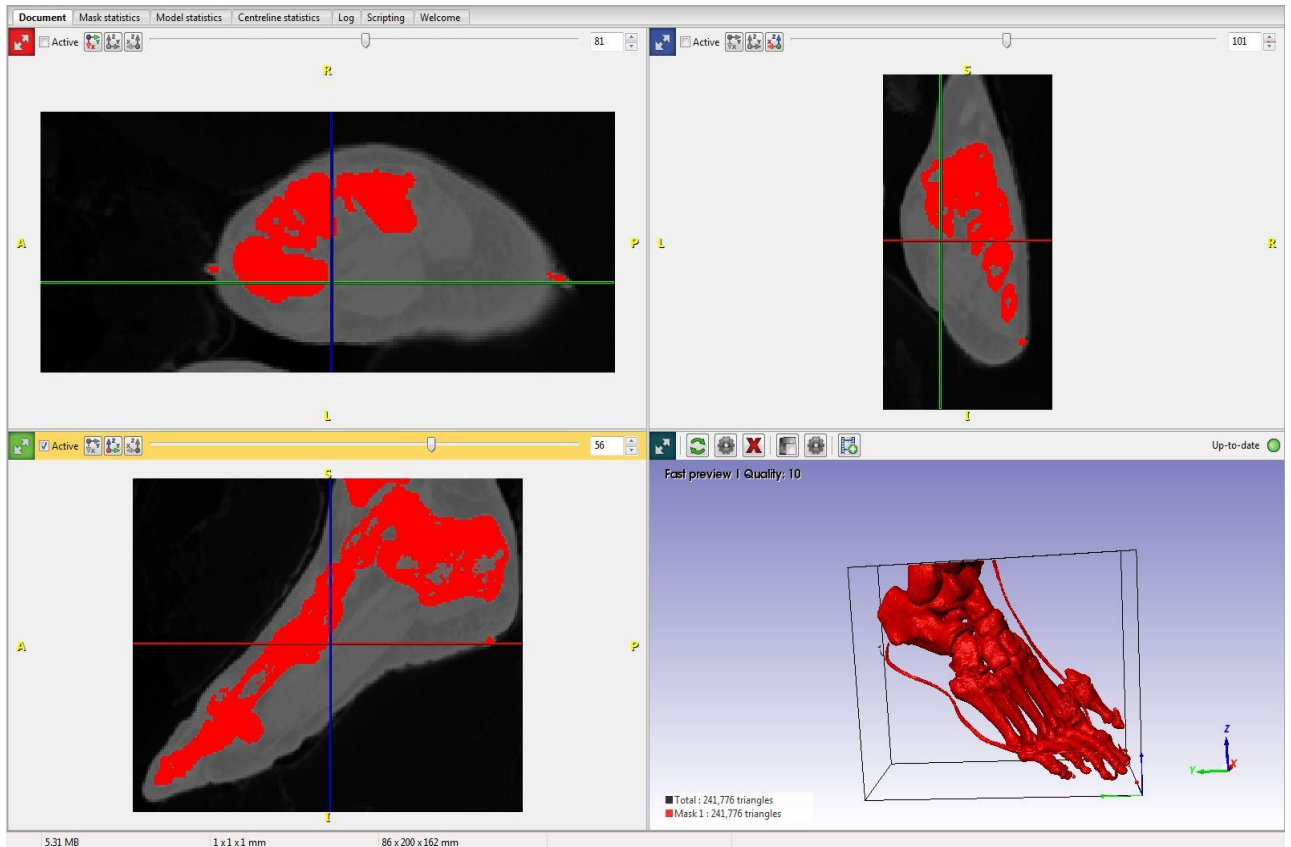 Document Mask statistics Model statistics Centreline statistics Log Scripting Welcome
Active 81
R
A P
L
Active 101
S
L R
I
Active 56
S
A P
I
Up-to-date
Fast preview | Quality: 10
Z
Y X
Total : 241,776 triangles
Mask 1 : 241,776 triangles
5.31 MB 1 x 1 x 1 mm 86 x 200 x 162 mm